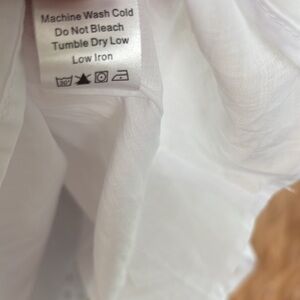 Machine Wash Cold
Do Not Bleach
Tumble Dry Low
Low Iron